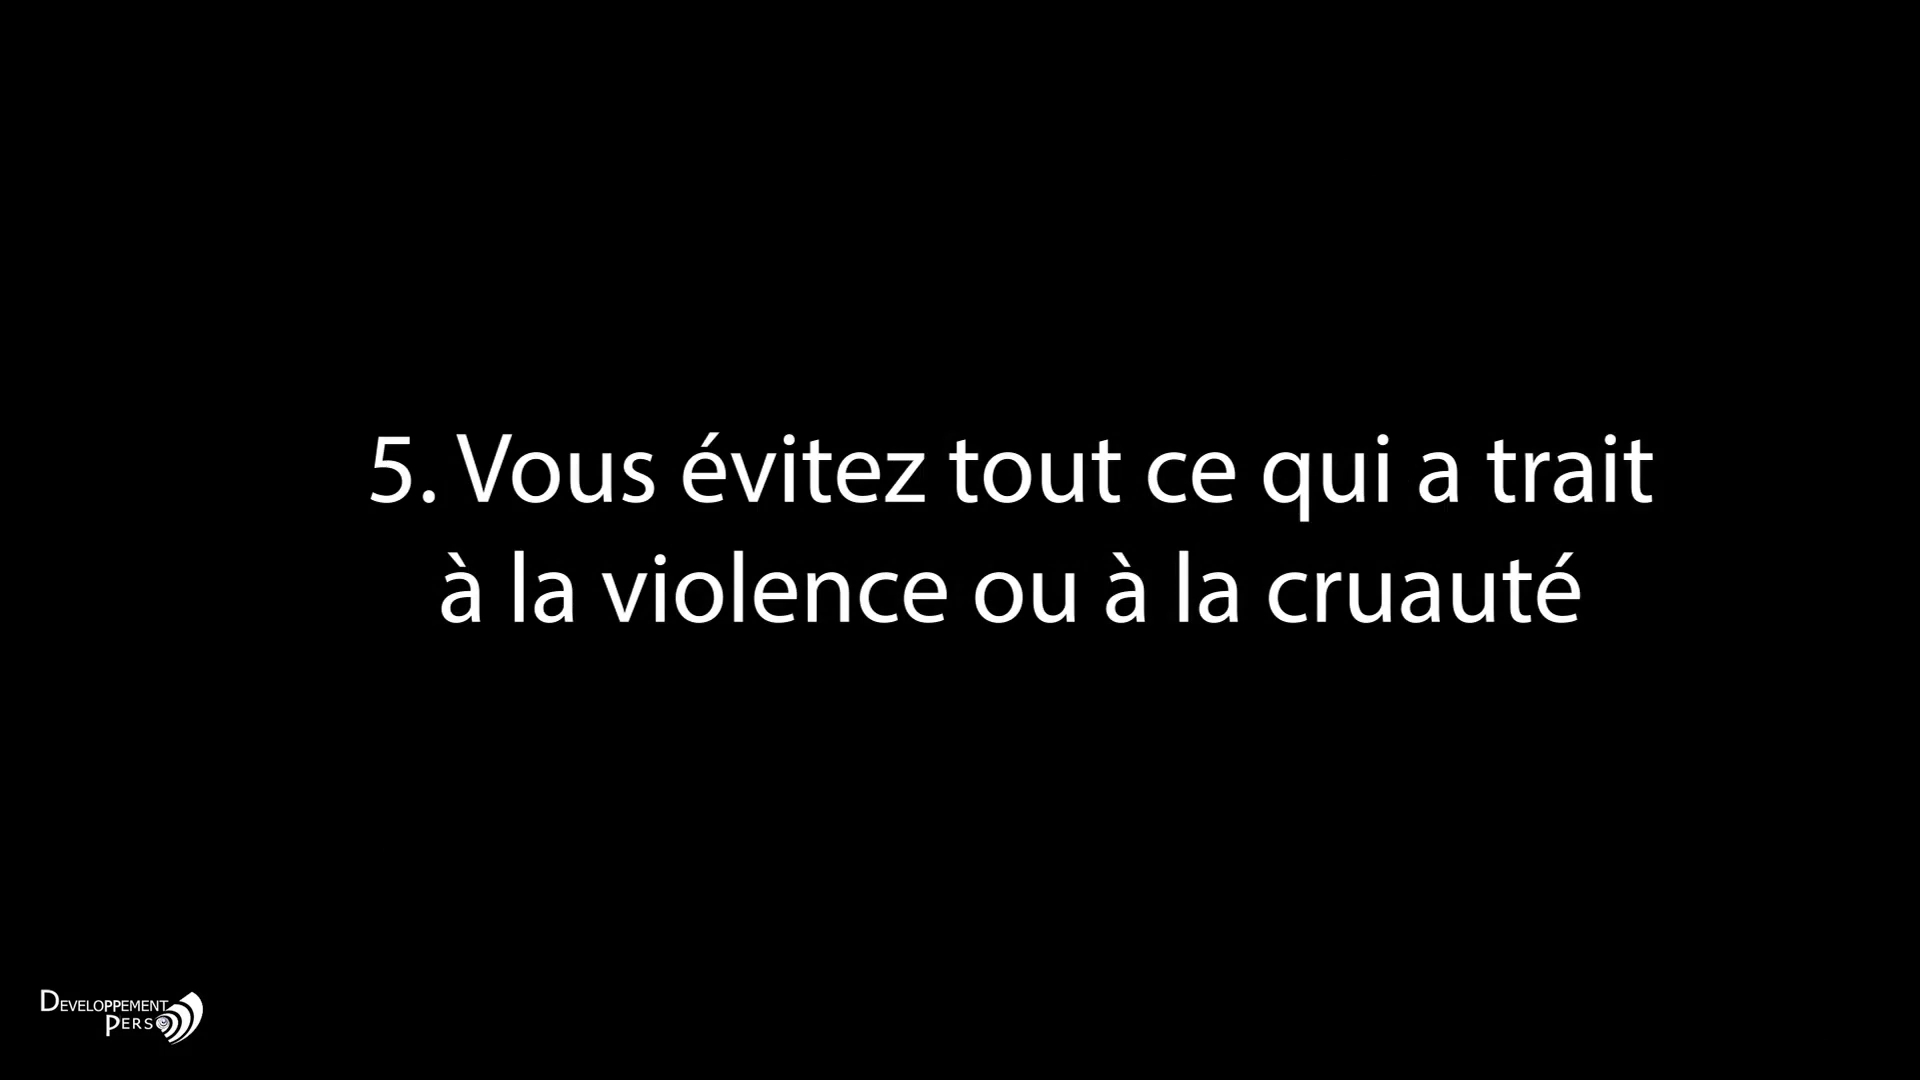 5. Vous évitez tout ce qui a trait
à la violence ou à la cruauté
DEVELOPPEMENT
PERSO